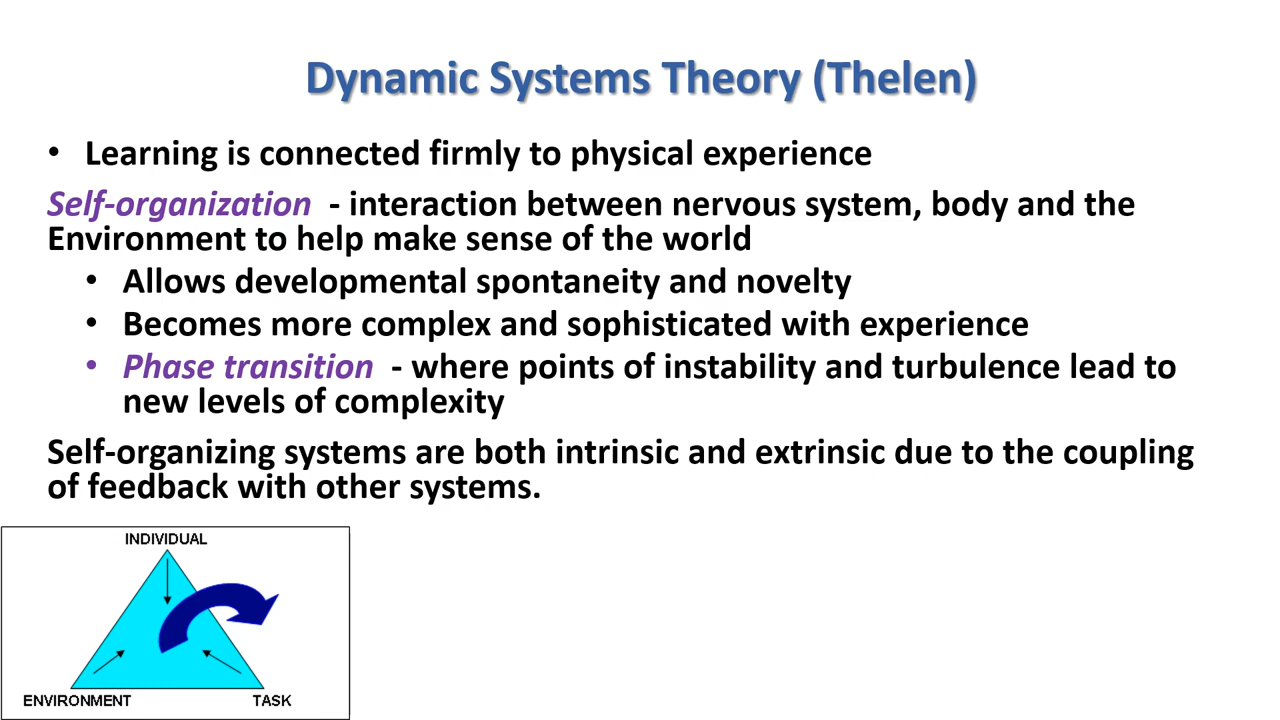 Dynamic Systems Theory (Thelen)
• Learning is connected firmly to physical experience
Self-organization - interaction between nervous system, body and the
Environment to help make sense of the world
• Allows developmental spontaneity and novelty
• Becomes more complex and sophisticated with experience
• Phase transition - where points of instability and turbulence lead to
new levels of complexity
Self-organizing systems are both intrinsic and extrinsic due to the coupling
of feedback with other systems.
INDIVIDUAL
ENVIRONMENT TASK